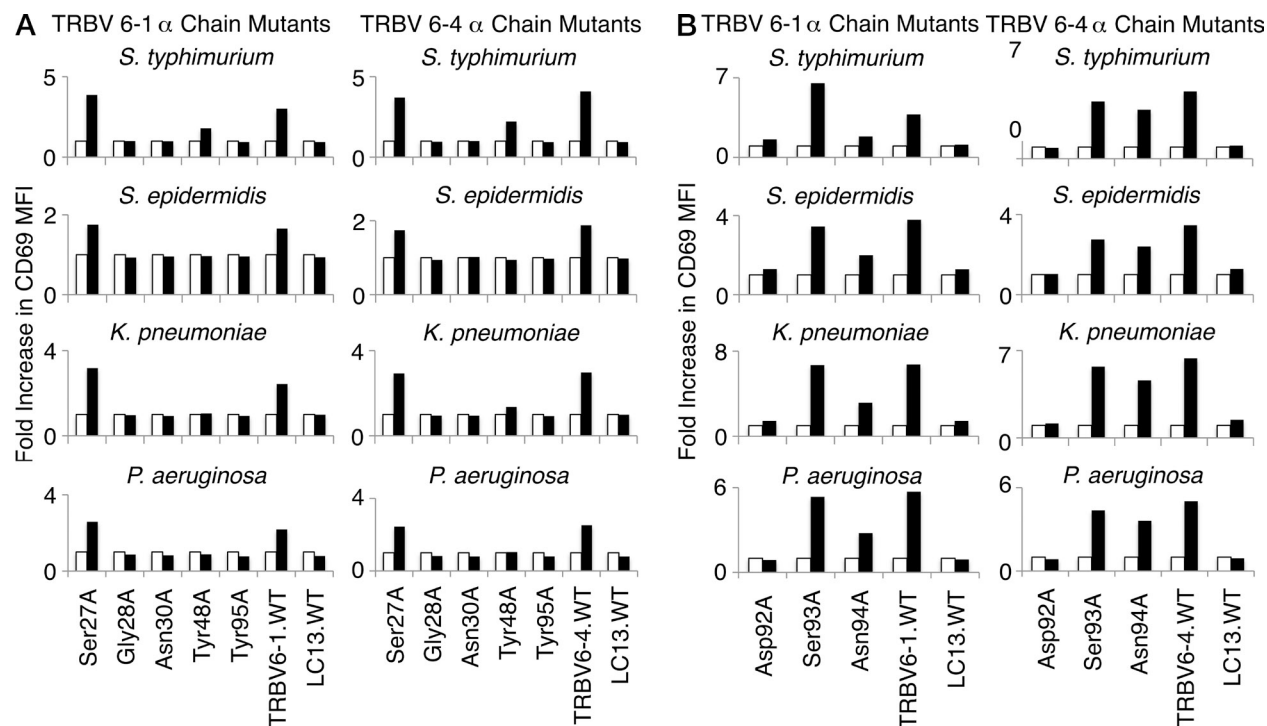 A TRBV 6-1 α Chain Mutants TRBV 6-4 α Chain Mutants
S. typhimurium S. typhimurium
5 5
0 0
S. epidermidis S. epidermidis
2 2
0 0
K. pneumoniae K. pneumoniae
4 4
0 0
P. aeruginosa P. aeruginosa
4 4
0 0
Fold Increase in CD69 MFI
Ser27A Gly28A Asn30A Tyr48A Tyr95A TRBV6-1.WT LC13.WT
Ser27A Gly28A Asn30A Tyr48A Tyr95A TRBV6-4.WT LC13.WT
B TRBV 6-1 α Chain Mutants TRBV 6-4 α Chain Mutants
S. typhimurium S. typhimurium
7 7
0 0
S. epidermidis S. epidermidis
4 4
0 0
K. pneumoniae K. pneumoniae
8 7
0 0
P. aeruginosa P. aeruginosa
6 6
0 0
Fold Increase in CD69 MFI
Asp92A Ser93A Asn94A TRBV6-1.WT LC13.WT
Asp92A Ser93A Asn94A TRBV6-4.WT LC13.WT